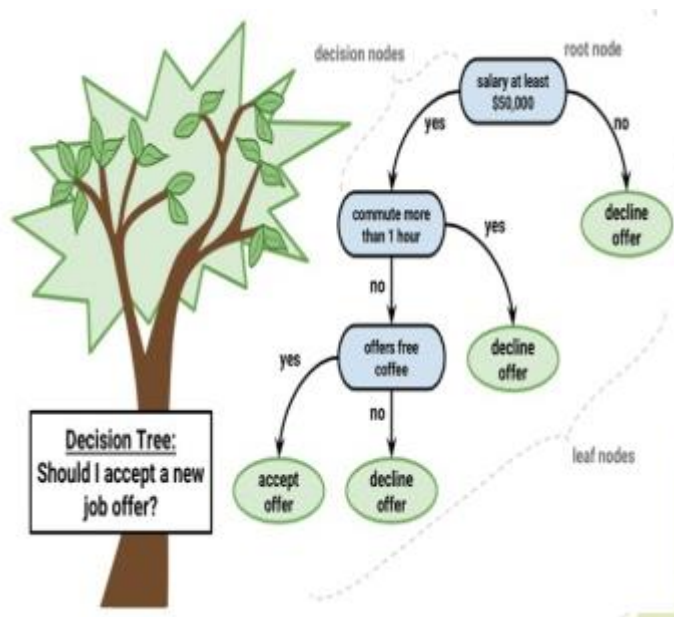 decision nodes
root node
salary at least
$50,000
yes
no
commute more
than 1 hour
yes
decline
offer
no
offers free
coffee
decline
offer
yes
no
Decision Tree:
Should I accept a new
job offer?
accept
offer
decline
offer
leaf nodes